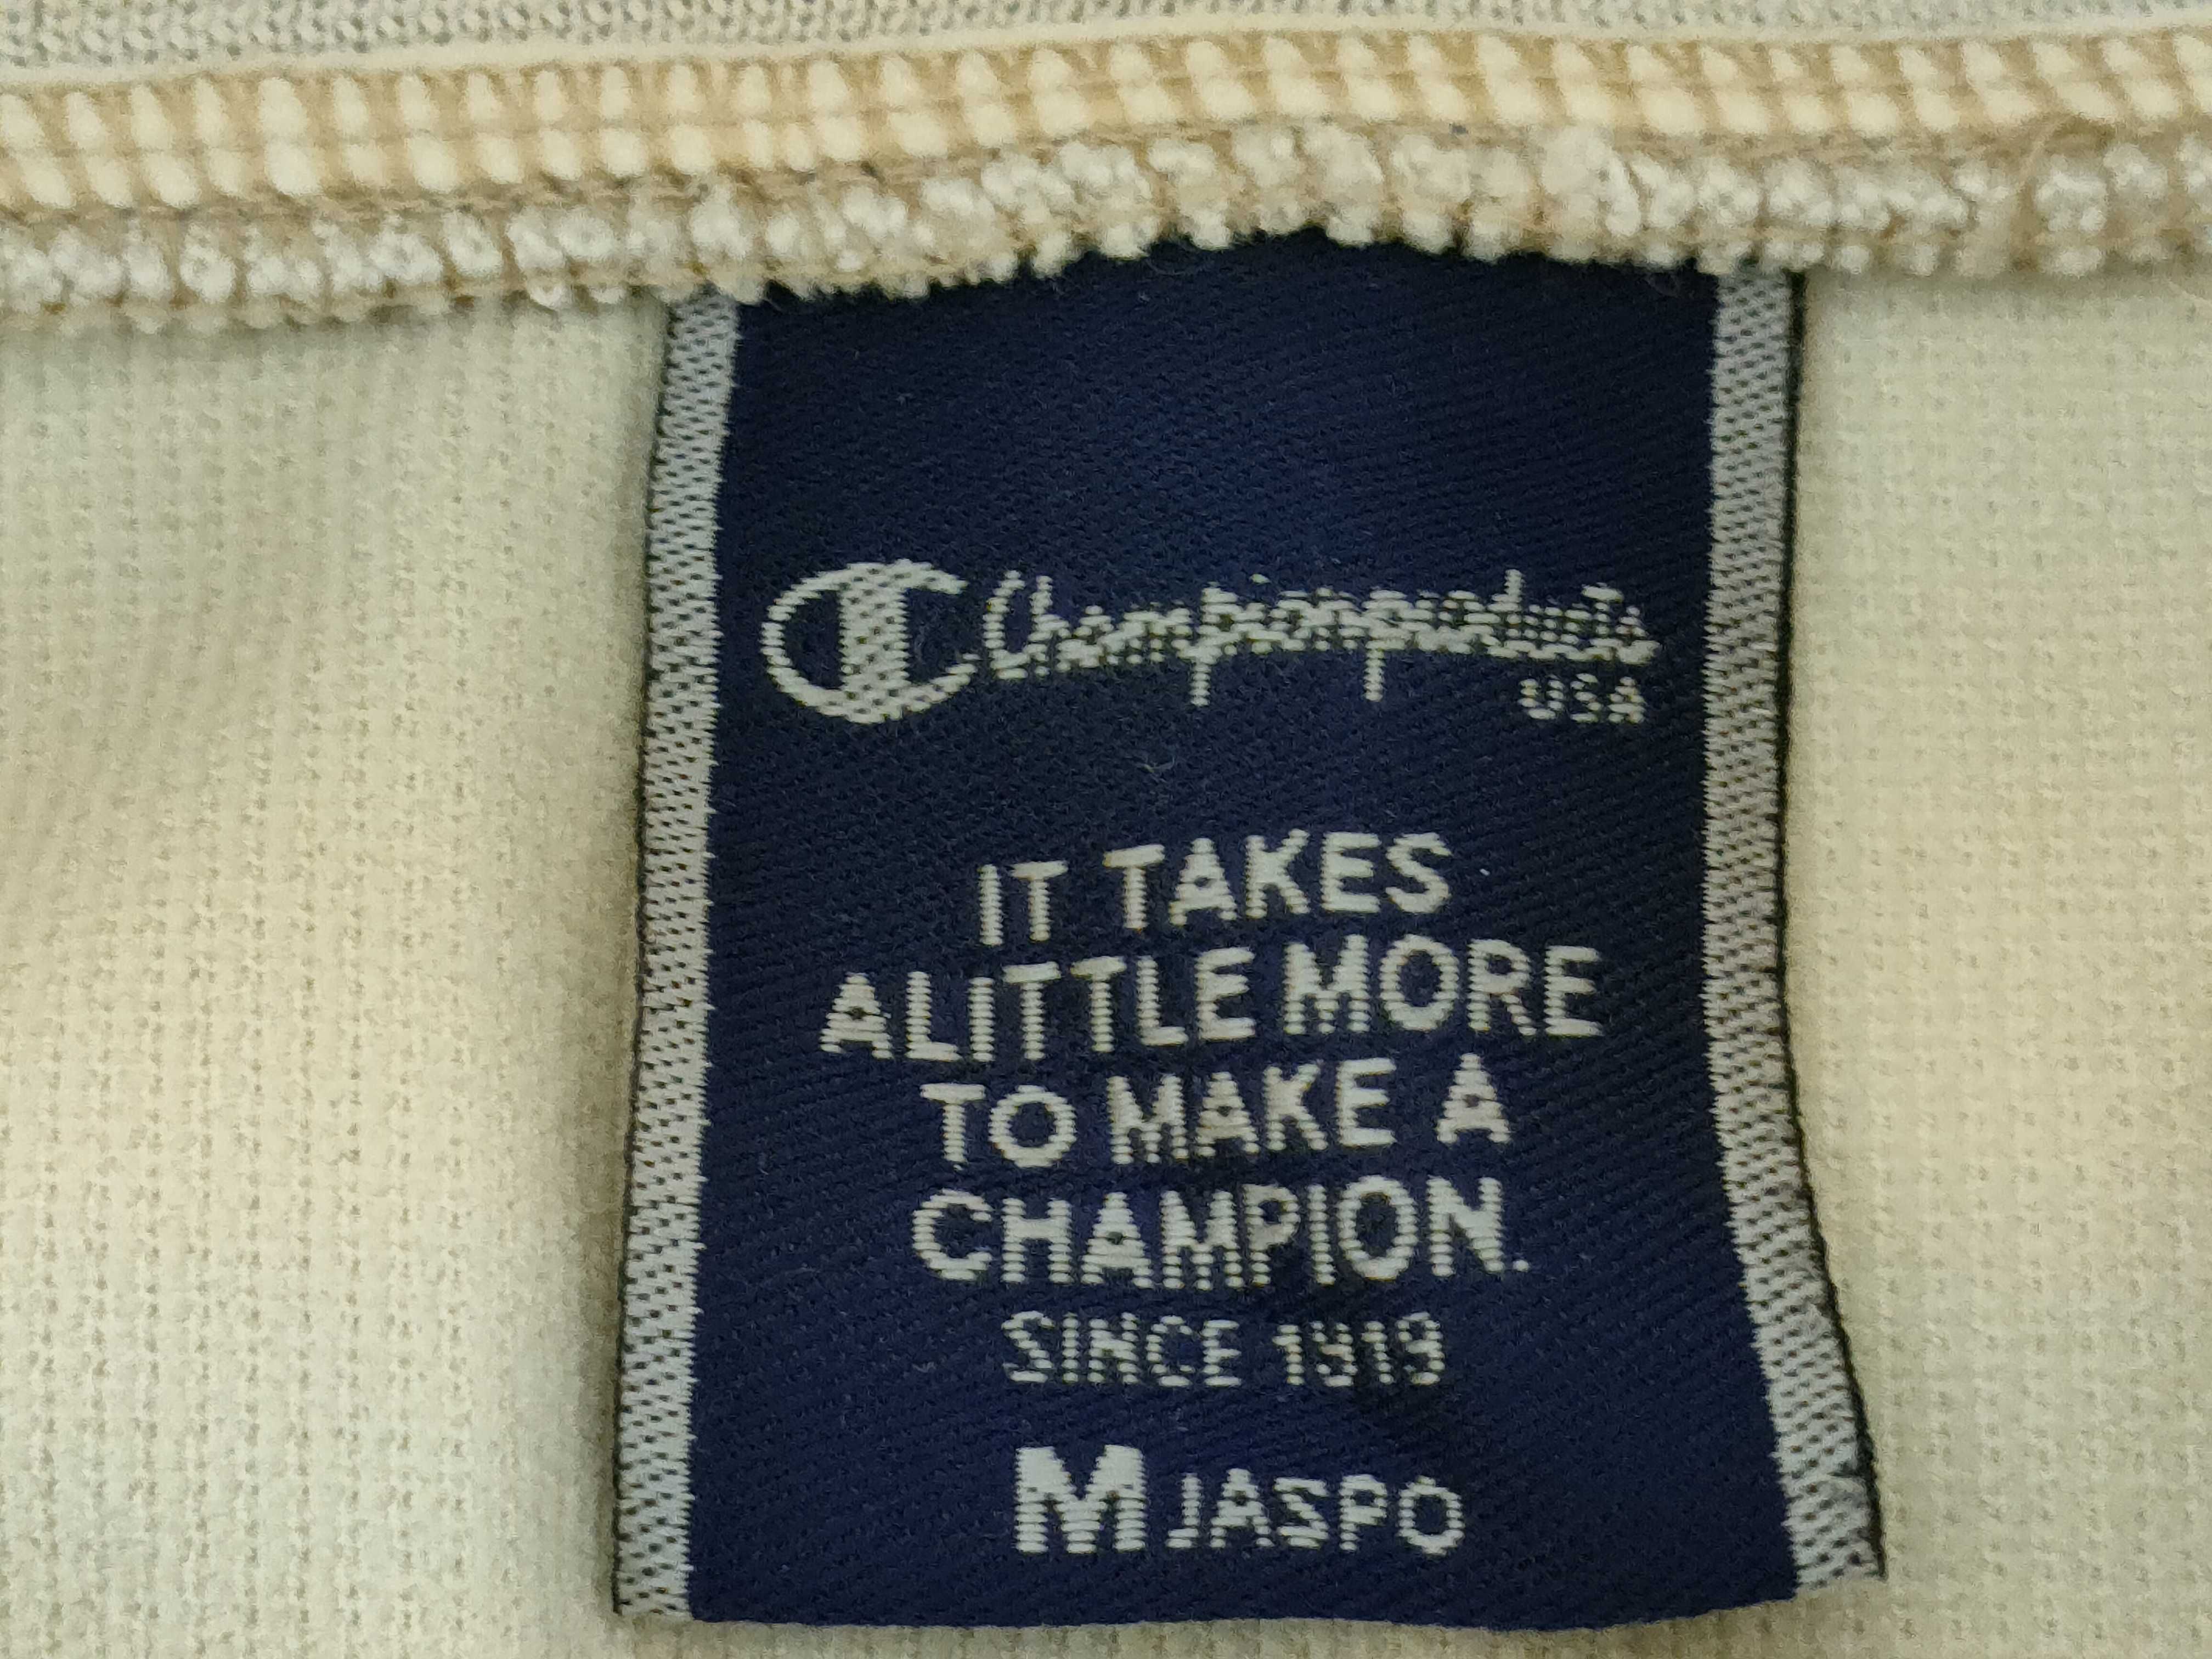 Championproducts
USA
IT TAKES
ALITTLE MORE
TO MAKE A
CHAMPION.
SINCE 1919
M JASPO